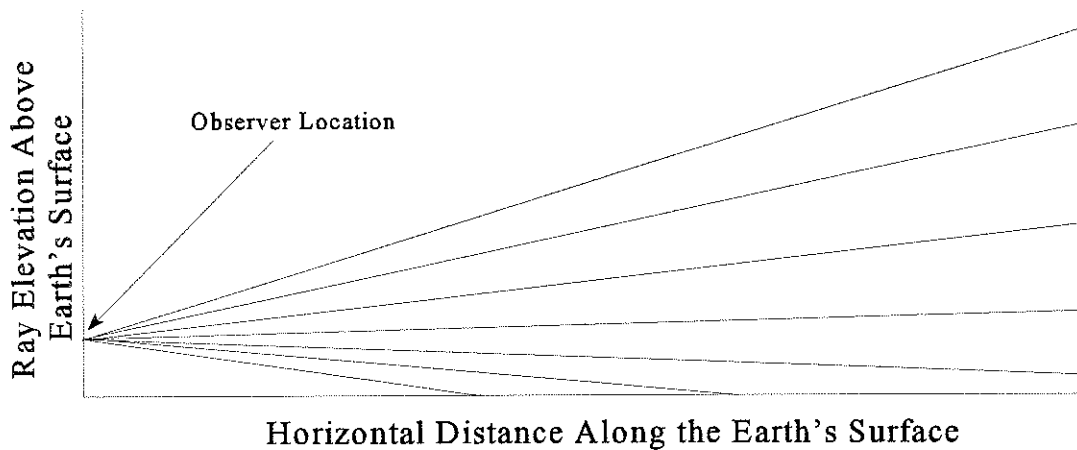 Ray Elevation Above
Earth's Surface
Observer Location
Horizontal Distance Along the Earth's Surface